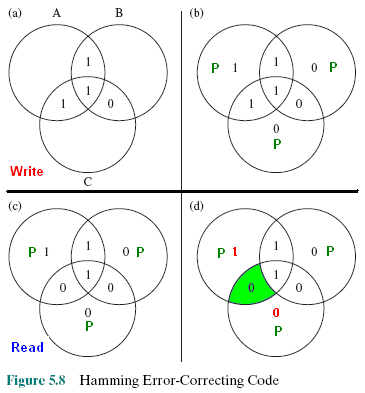 (a) A B
1
1
1 0
Write
C
(b)
P 1 1 0 P
1
1 0
0
P
(c)
P 1 1 0 P
1
0 0
0
P
Read
(d)
P 1 1 0 P
1
0 0
0
P
Figure 5.8 Hamming Error-Correcting Code